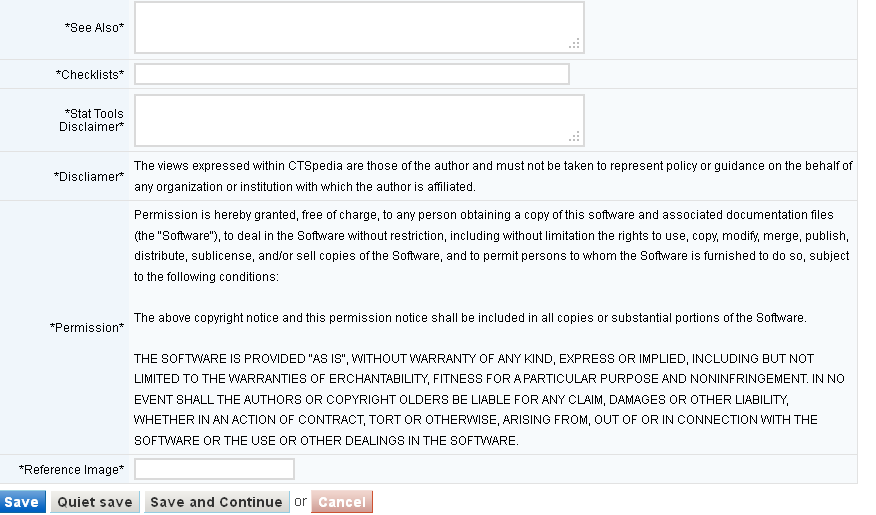 *See Also*
*Checklists*
*Stat Tools
Disclaimer*
*Discliamer*
The views expressed within CTSpedia are those of the author and must not be taken to represent policy or guidance on the behalf of
any organization or institution with which the author is affiliated.
*Permission*
Permission is hereby granted, free of charge, to any person obtaining a copy of this software and associated documentation files
(the "Software"), to deal in the Software without restriction, including without limitation the rights to use, copy, modify, merge, publish,
distribute, sublicense, and/or sell copies of the Software, and to permit persons to whom the Software is furnished to do so, subject
to the following conditions:
The above copyright notice and this permission notice shall be included in all copies or substantial portions of the Software.
THE SOFTWARE IS PROVIDED "AS IS", WITHOUT WARRANTY OF ANY KIND, EXPRESS OR IMPLIED, INCLUDING BUT NOT
LIMITED TO THE WARRANTIES OF ERCHANTABILITY, FITNESS FOR A PARTICULAR PURPOSE AND NONINFRINGEMENT. IN NO
EVENT SHALL THE AUTHORS OR COPYRIGHT OLDERS BE LIABLE FOR ANY CLAIM, DAMAGES OR OTHER LIABILITY,
WHETHER IN AN ACTION OF CONTRACT, TORT OR OTHERWISE, ARISING FROM, OUT OF OR IN CONNECTION WITH THE
SOFTWARE OR THE USE OR OTHER DEALINGS IN THE SOFTWARE.
*Reference Image*
Save Quiet save Save and Continue or Cancel